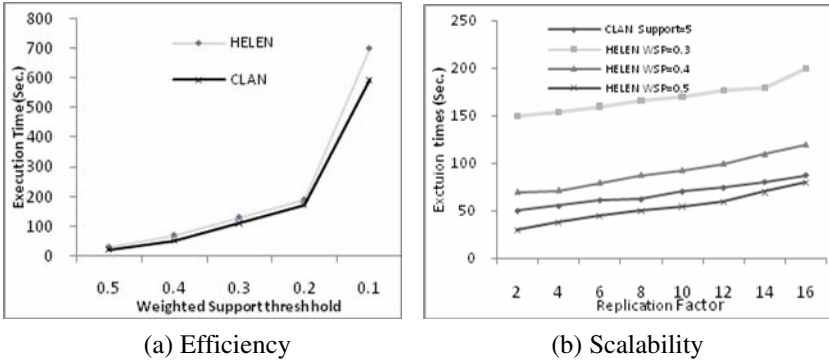 800
700
600
500
400
300
200
100
0
Execution Time(Sec.)
HELEN
CLAN
0.5 0.4 0.3 0.2 0.1
Weighted Support threshhold
(a) Efficiency
250
200
150
100
50
0
Exctuion times (Sec.)
CLAN Support=5
HELEN WSP=0.3
HELEN WSP=0.4
HELEN WSP=0.5
2 4 6 8 10 12 14 16
Replication Factor
(b) Scalability